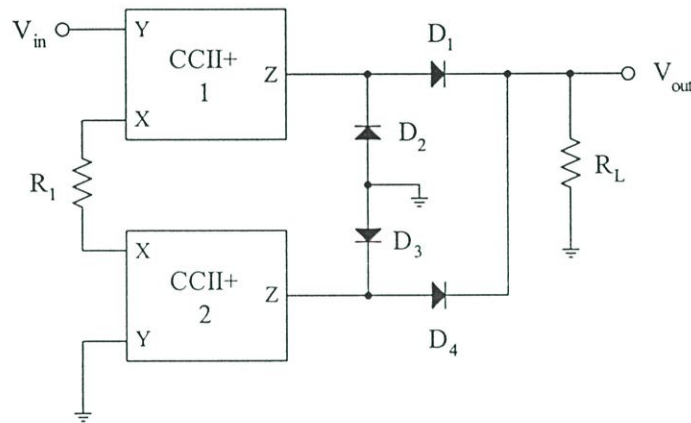 V_in
Y
CCII+
1
Z
X
D_1
V_out
D_2
R_1
R_L
D_3
X
CCII+
2
Z
Y
D_4